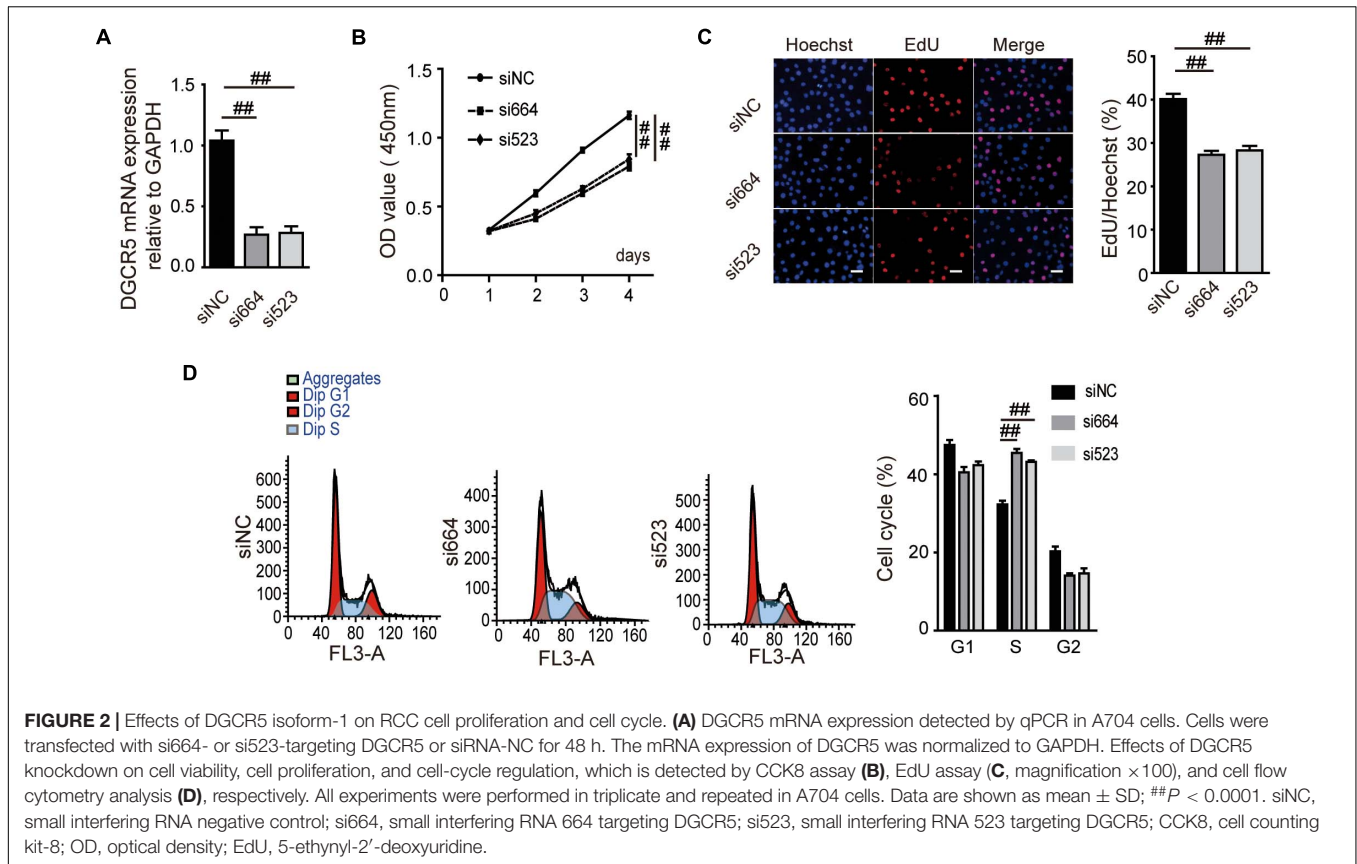 A
DGCR5 mRNA expression
relative to GAPDH
1.5
1.0
0.5
0.0
##
##
siNC
si664
si523
B
OD value ( 450nm)
1.5
1.0
0.5
0.0
siNC
si664
si523
##
##
days
0 1 2 3 4
C
Hoechst EdU Merge
siNC
si664
si523
EdU/Hoechst (%)
50
40
30
20
10
0
##
##
siNC
si664
si523
D
Aggregates
Dip G1
Dip G2
Dip S
siNC
600
500
400
300
200
100
0
0 40 80 120 160
FL3-A
si664
400
300
200
100
0
0 40 80 120 160
FL3-A
si523
500
400
300
200
100
0
0 40 80 120 160
FL3-A
Cell cycle (%)
60
40
20
0
##
##
siNC
si664
si523
G1 S G2
FIGURE 2 | Effects of DGCR5 isoform-1 on RCC cell proliferation and cell cycle. (A) DGCR5 mRNA expression detected by qPCR in A704 cells. Cells were
transfected with si664- or si523-targeting DGCR5 or siRNA-NC for 48 h. The mRNA expression of DGCR5 was normalized to GAPDH. Effects of DGCR5
knockdown on cell viability, cell proliferation, and cell-cycle regulation, which is detected by CCK8 assay (B), EdU assay (C, magnification ×100), and cell flow
cytometry analysis (D), respectively. All experiments were performed in triplicate and repeated in A704 cells. Data are shown as mean ± SD; ##P < 0.0001. siNC,
small interfering RNA negative control; si664, small interfering RNA 664 targeting DGCR5; si523, small interfering RNA 523 targeting DGCR5; CCK8, cell counting
kit-8; OD, optical density; EdU, 5-ethynyl-2′-deoxyuridine.